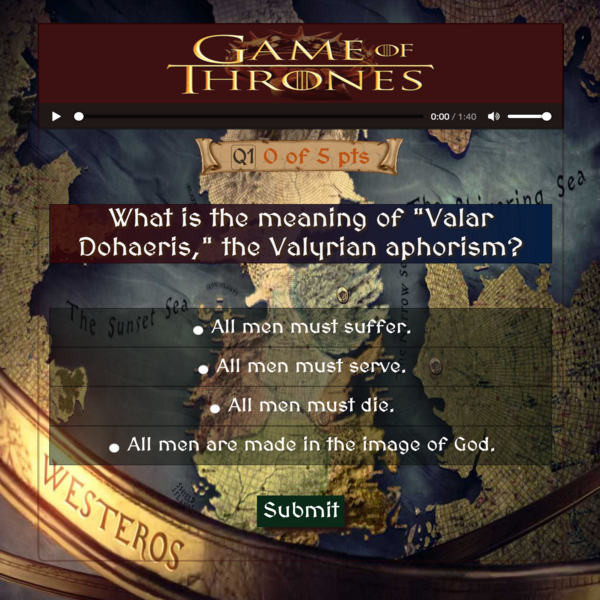 GAME OF
THRONES
0:00 / 1:40
Q1 0 of 5 pts
What is the meaning of "Valar
Dohaeris," the Valyrian aphorism?
The Sunset Sea
All men must suffer.
All men must serve.
All men must die.
All men are made in the image of God.
Submit
WESTEROS